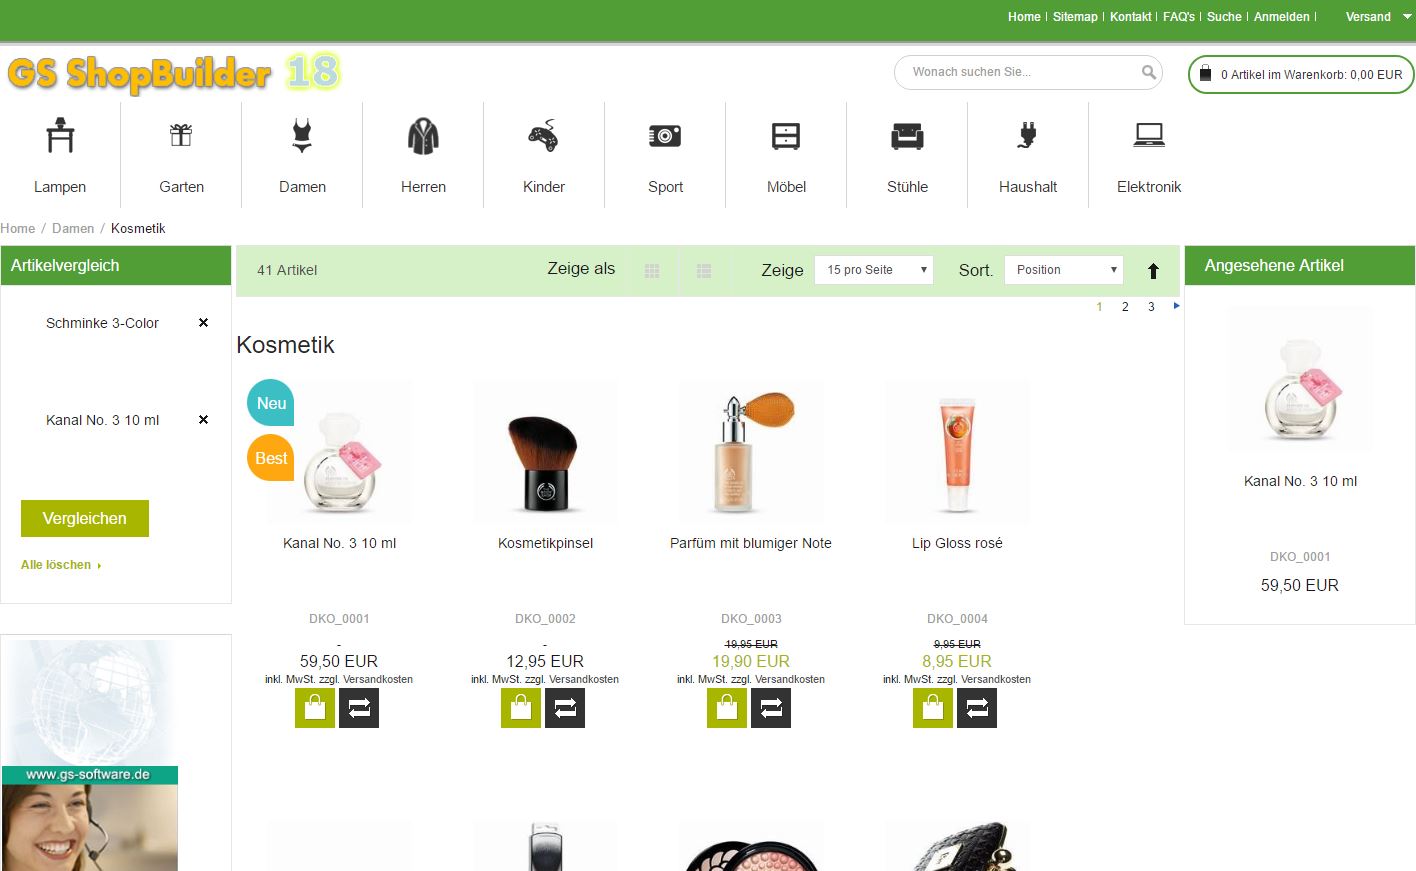 Home | Sitemap | Kontakt | FAQ's | Suche | Anmelden | Versand
GS ShopBuilder 18
Wonach suchen Sie...
0 Artikel im Warenkorb: 0,00 EUR
Lampen
Garten
Damen
Herren
Kinder
Sport
Möbel
Stühle
Haushalt
Elektronik
Home / Damen / Kosmetik
Artikelvergleich
Schminke 3-Color
Kanal No. 3 10 ml
Vergleichen
Alle löschen
www.gs-software.de
41 Artikel
Zeige als
Zeige
15 pro Seite
Sort.
Position
1 2 3
Kosmetik
Neu
Best
Kanal No. 3 10 ml
DKO_0001
-
59,50 EUR
inkl. MwSt. zzgl. Versandkosten
Kosmetikpinsel
DKO_0002
-
12,95 EUR
inkl. MwSt. zzgl. Versandkosten
Parfüm mit blumiger Note
DKO_0003
19,95 EUR
19,90 EUR
inkl. MwSt. zzgl. Versandkosten
Lip Gloss rosé
DKO_0004
9,95 EUR
8,95 EUR
inkl. MwSt. zzgl. Versandkosten
Angesehene Artikel
Kanal No. 3 10 ml
DKO_0001
59,50 EUR